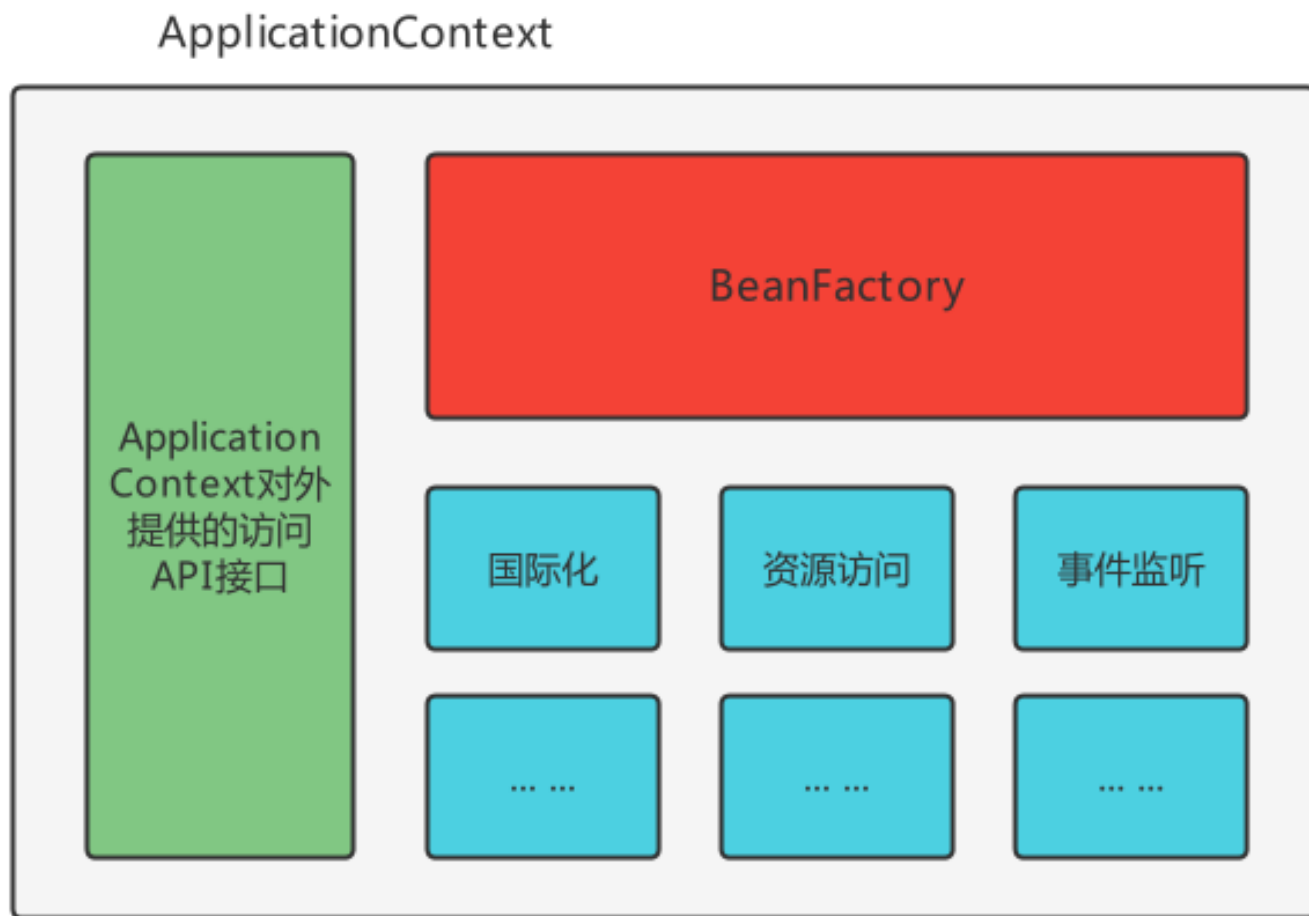 ApplicationContext
BeanFactory
Application
Context对外
提供的访问
API接口
国际化
资源访问
事件监听
... ...
... ...
... ...